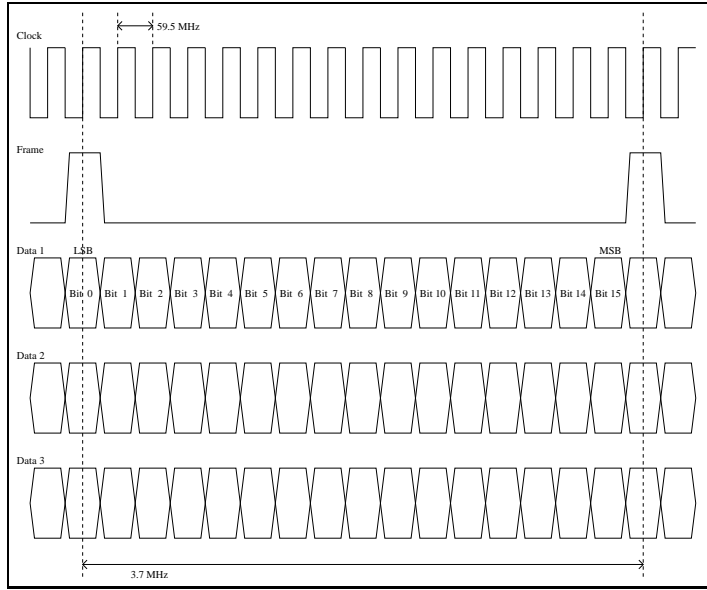 59.5 MHz
Clock
Frame
Data 1 LSB MSB
Bit 0 Bit 1 Bit 2 Bit 3 Bit 4 Bit 5 Bit 6 Bit 7 Bit 8 Bit 9 Bit 10 Bit 11 Bit 12 Bit 13 Bit 14 Bit 15
Data 2
Data 3
3.7 MHz